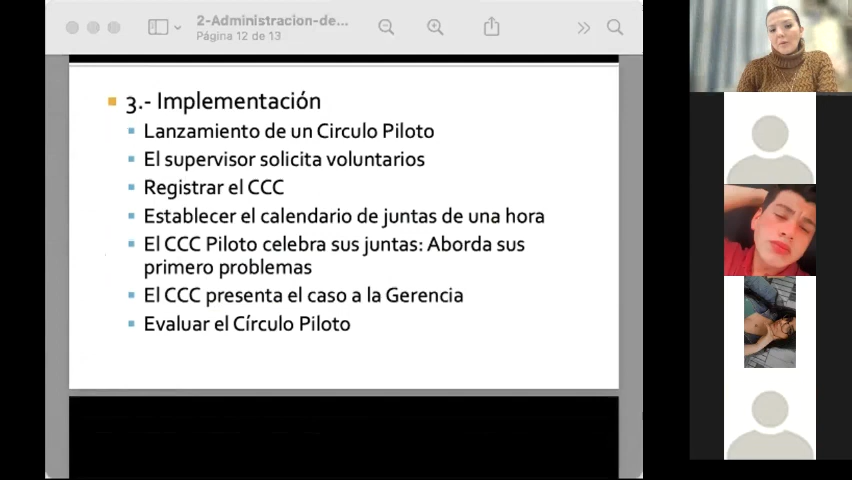 2-Administracion-de...
Página 12 de 13
3.- Implementación
Lanzamiento de un Circulo Piloto
El supervisor solicita voluntarios
Registrar el CCC
Establecer el calendario de juntas de una hora
El CCC Piloto celebra sus juntas: Aborda sus
primero problemas
El CCC presenta el caso a la Gerencia
Evaluar el Círculo Piloto